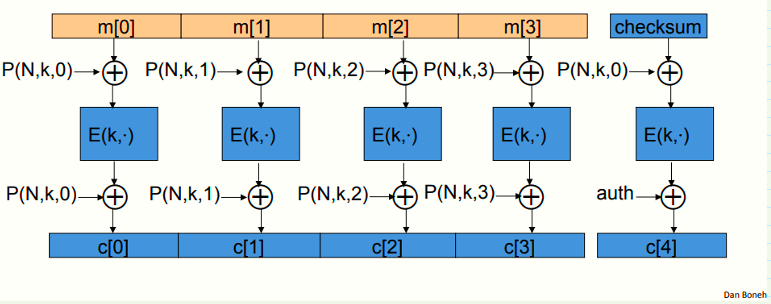 m[0] m[1] m[2] m[3] checksum
P(N,k,0) P(N,k,1) P(N,k,2) P(N,k,3) P(N,k,0)
E(k,·) E(k,·) E(k,·) E(k,·) E(k,·)
P(N,k,0) P(N,k,1) P(N,k,2) P(N,k,3) auth
c[0] c[1] c[2] c[3] c[4]
Dan Boneh